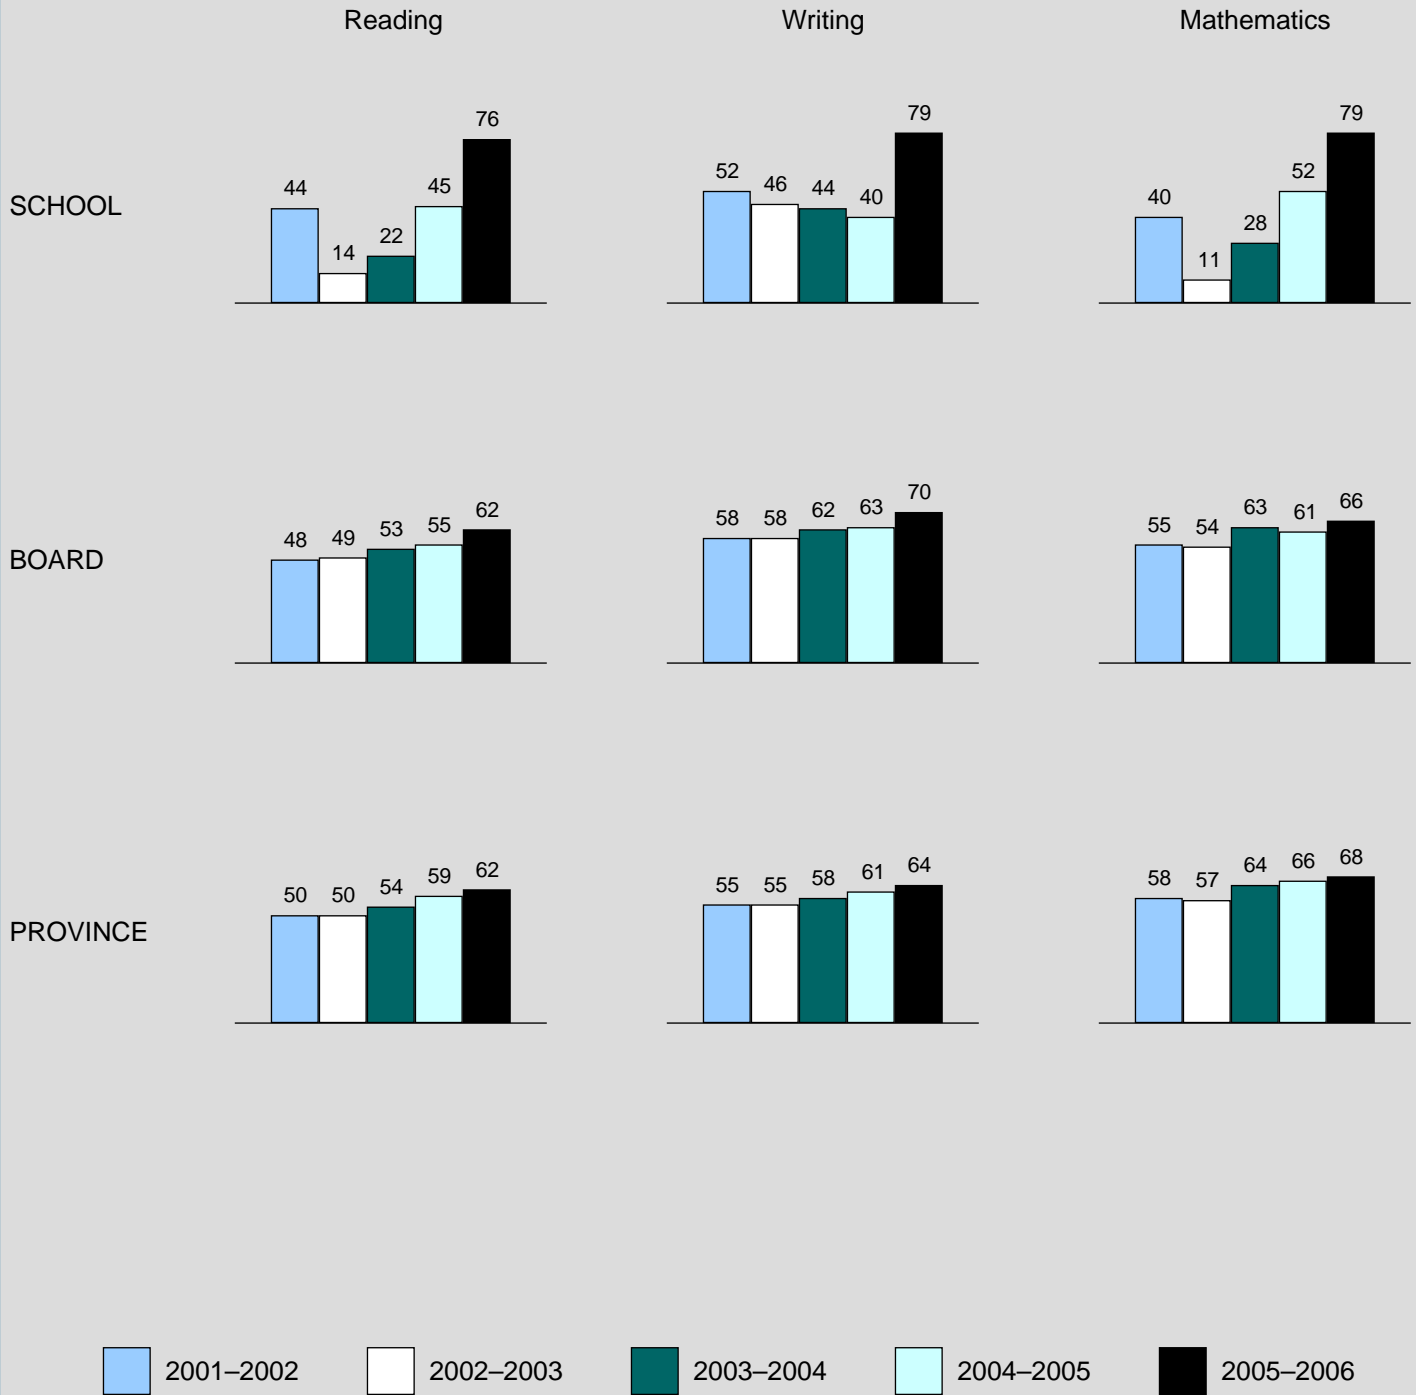 Reading Writing Mathematics
SCHOOL
44 14 22 45 76
52 46 44 40 79
40 11 28 52 79
BOARD
48 49 53 55 62
58 58 62 63 70
55 54 63 61 66
PROVINCE
50 50 54 59 62
55 55 58 61 64
58 57 64 66 68
2001–2002 2002–2003 2003–2004 2004–2005 2005–2006